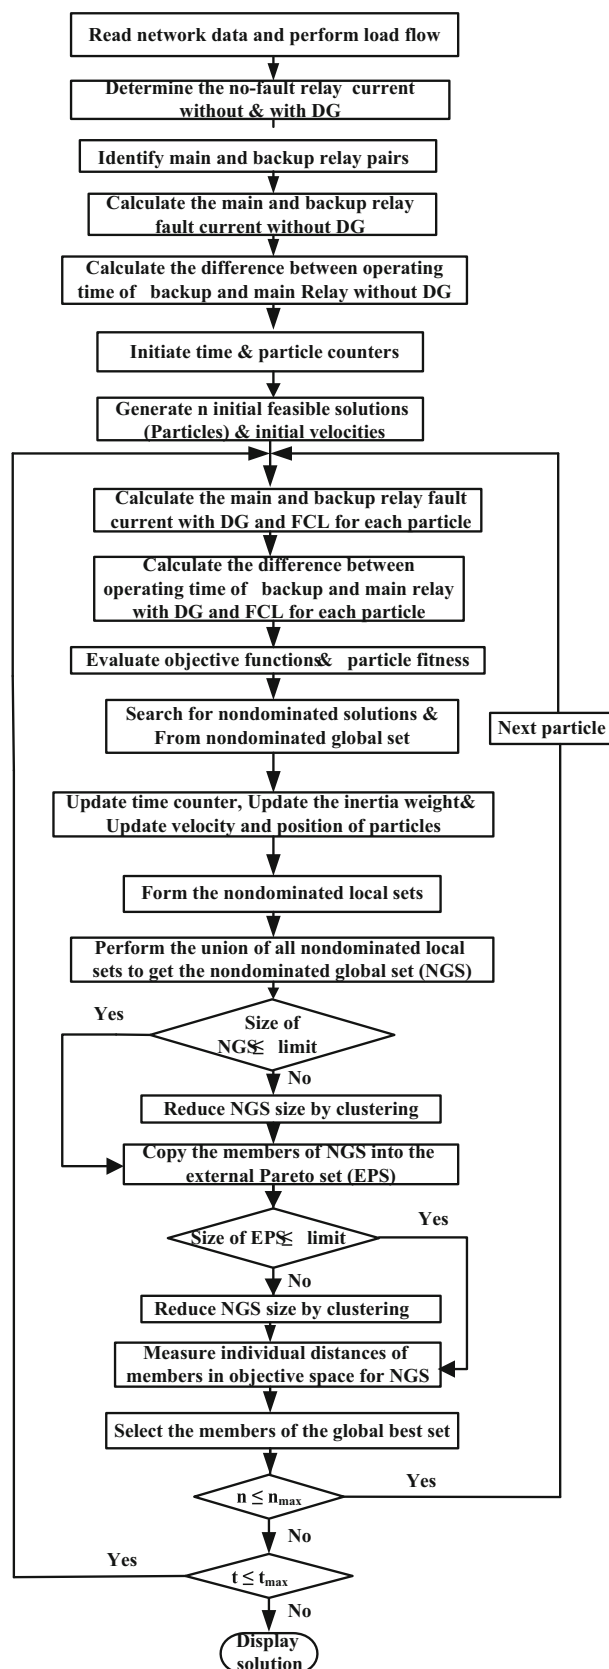 Read network data and perform load flow
Determine the no-fault relay current
without & with DG
Identify main and backup relay pairs
Calculate the main and backup relay
fault current without DG
Calculate the difference between operating
time of backup and main Relay without DG
Initiate time & particle counters
Generate n initial feasible solutions
(Particles) & initial velocities
Calculate the main and backup relay fault
current with DG and FCL for each particle
Calculate the difference between
operating time of backup and main relay
with DG and FCL for each particle
Evaluate objective functions& particle fitness
Search for nondominated solutions &
From nondominated global set
Next particle
Update time counter, Update the inertia weight&
Update velocity and position of particles
Form the nondominated local sets
Perform the union of all nondominated local
sets to get the nondominated global set (NGS)
Yes
Size of
NGS≤ limit
No
Reduce NGS size by clustering
Copy the members of NGS into the
external Pareto set (EPS)
Yes
Size of EPS≤ limit
No
Reduce NGS size by clustering
Measure individual distances of
members in objective space for NGS
Select the members of the global best set
Yes
n ≤ nmax
No
Yes
t ≤ tmax
No
Display
solution